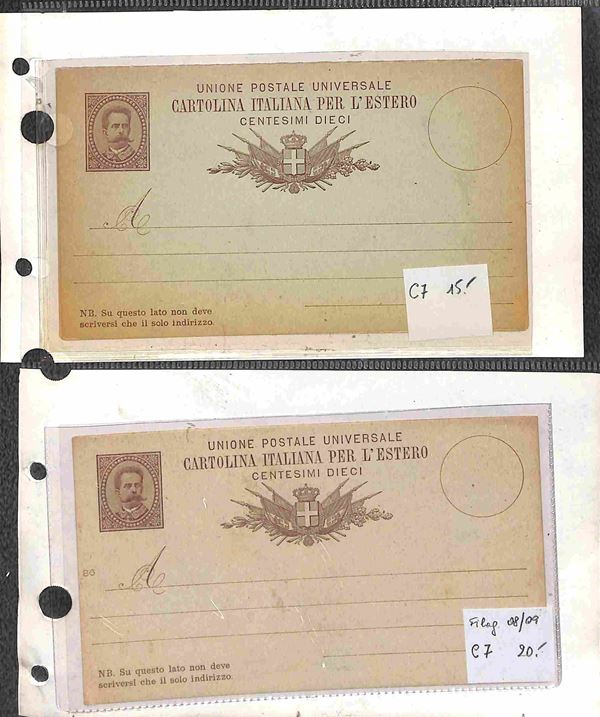 UNIONE POSTALE UNIVERSALE
CARTOLINA ITALIANA PER L'ESTERO
CENTESIMI DIECI
A
NB. Su questo lato non deve
scriversi che il solo indirizzo.
C7 15.-
UNIONE POSTALE UNIVERSALE
CARTOLINA ITALIANA PER L'ESTERO
CENTESIMI DIECI
86
A
NB. Su questo lato non deve
scriversi che il solo indirizzo.
Filag. 08/09
C7 20.-